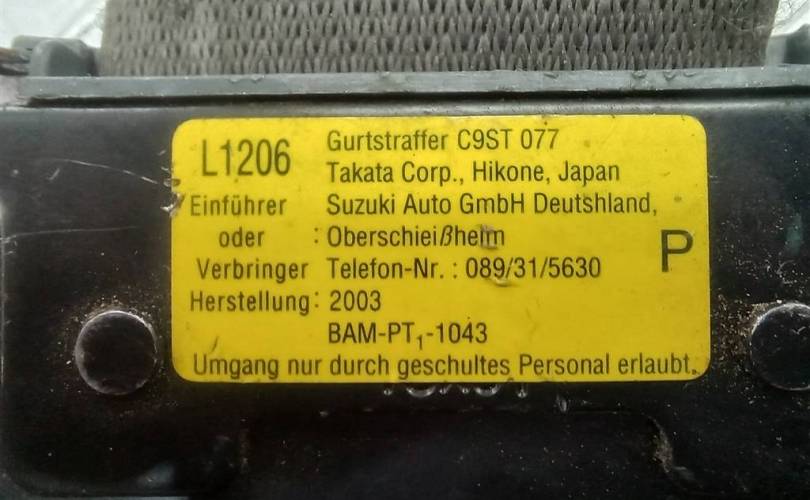 L1206 Gurtstraffer C9ST 077
Takata Corp., Hikone, Japan
Einführer Suzuki Auto GmbH Deutshland,
oder : Oberschieißheim
Verbringer Telefon-Nr. : 089/31/5630
Herstellung: 2003
BAM-PT₁-1043
Umgang nur durch geschultes Personal erlaubt.
P